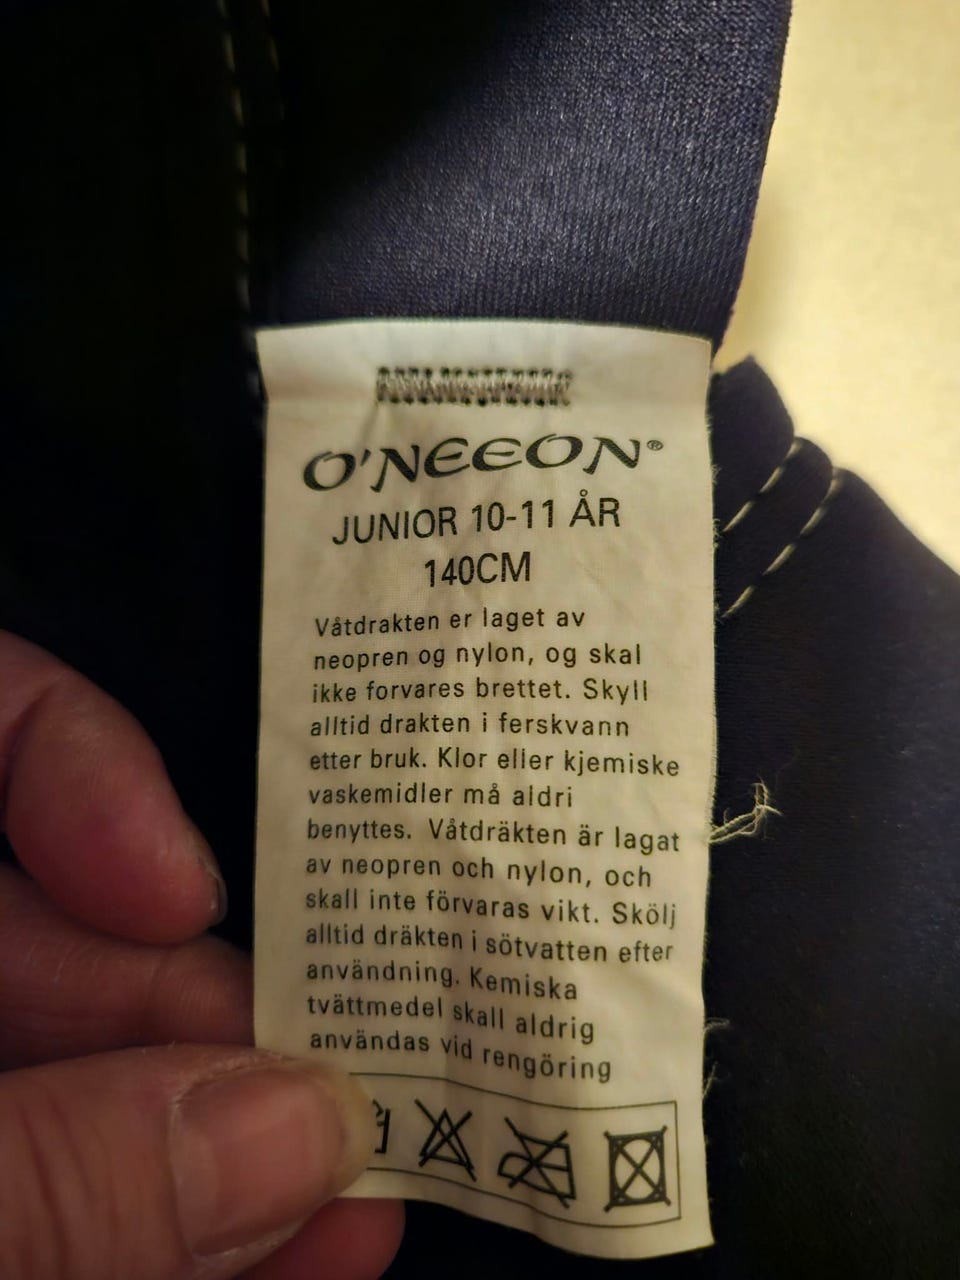 O'NEEON®
JUNIOR 10-11 ÅR
140CM
Våtdrakten er laget av
neopren og nylon, og skal
ikke forvares brettet. Skyll
alltid drakten i ferskvann
etter bruk. Klor eller kjemiske
vaskemidler må aldri
benyttes. Våtdräkten är lagat
av neopren och nylon, och
skall inte förvaras vikt. Skölj
alltid dräkten i sötvatten efter
användning. Kemiska
tvättmedel skall aldrig
användas vid rengöring